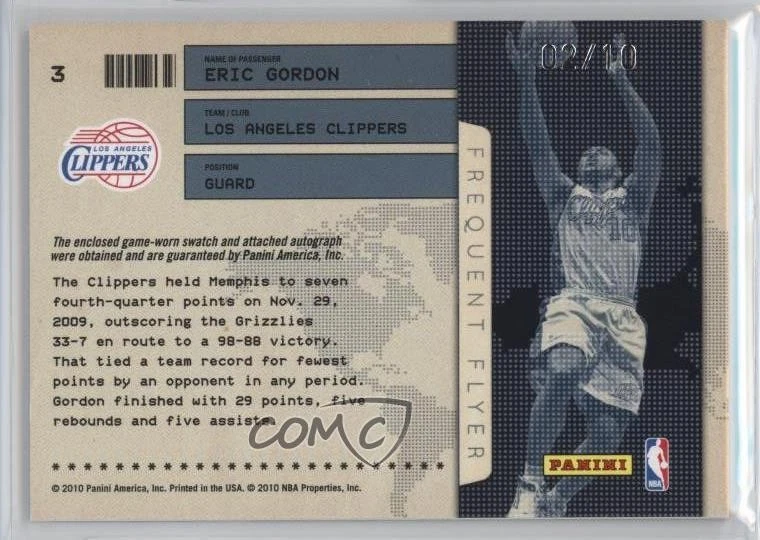 3
NAME OF PASSENGER
ERIC GORDON
TEAM / CLUB
LOS ANGELES CLIPPERS
POSITION
GUARD
LOS ANGELES
CLIPPERS
The enclosed game-worn swatch and attached autograph
were obtained and are guaranteed by Panini America, Inc.
The Clippers held Memphis to seven
fourth-quarter points on Nov. 29,
2009, outscoring the Grizzlies
33-7 en route to a 98-88 victory.
That tied a team record for fewest
points by an opponent in any period.
Gordon finished with 29 points, five
rebounds and five assists.
COMC
* * * * * * * * * * * * * * * * * * * * * * * * * * * * *
© 2010 Panini America, Inc. Printed in the USA. © 2010 NBA Properties, Inc.
FREQUENT FLYER
02/10
10
PANINI
NBA